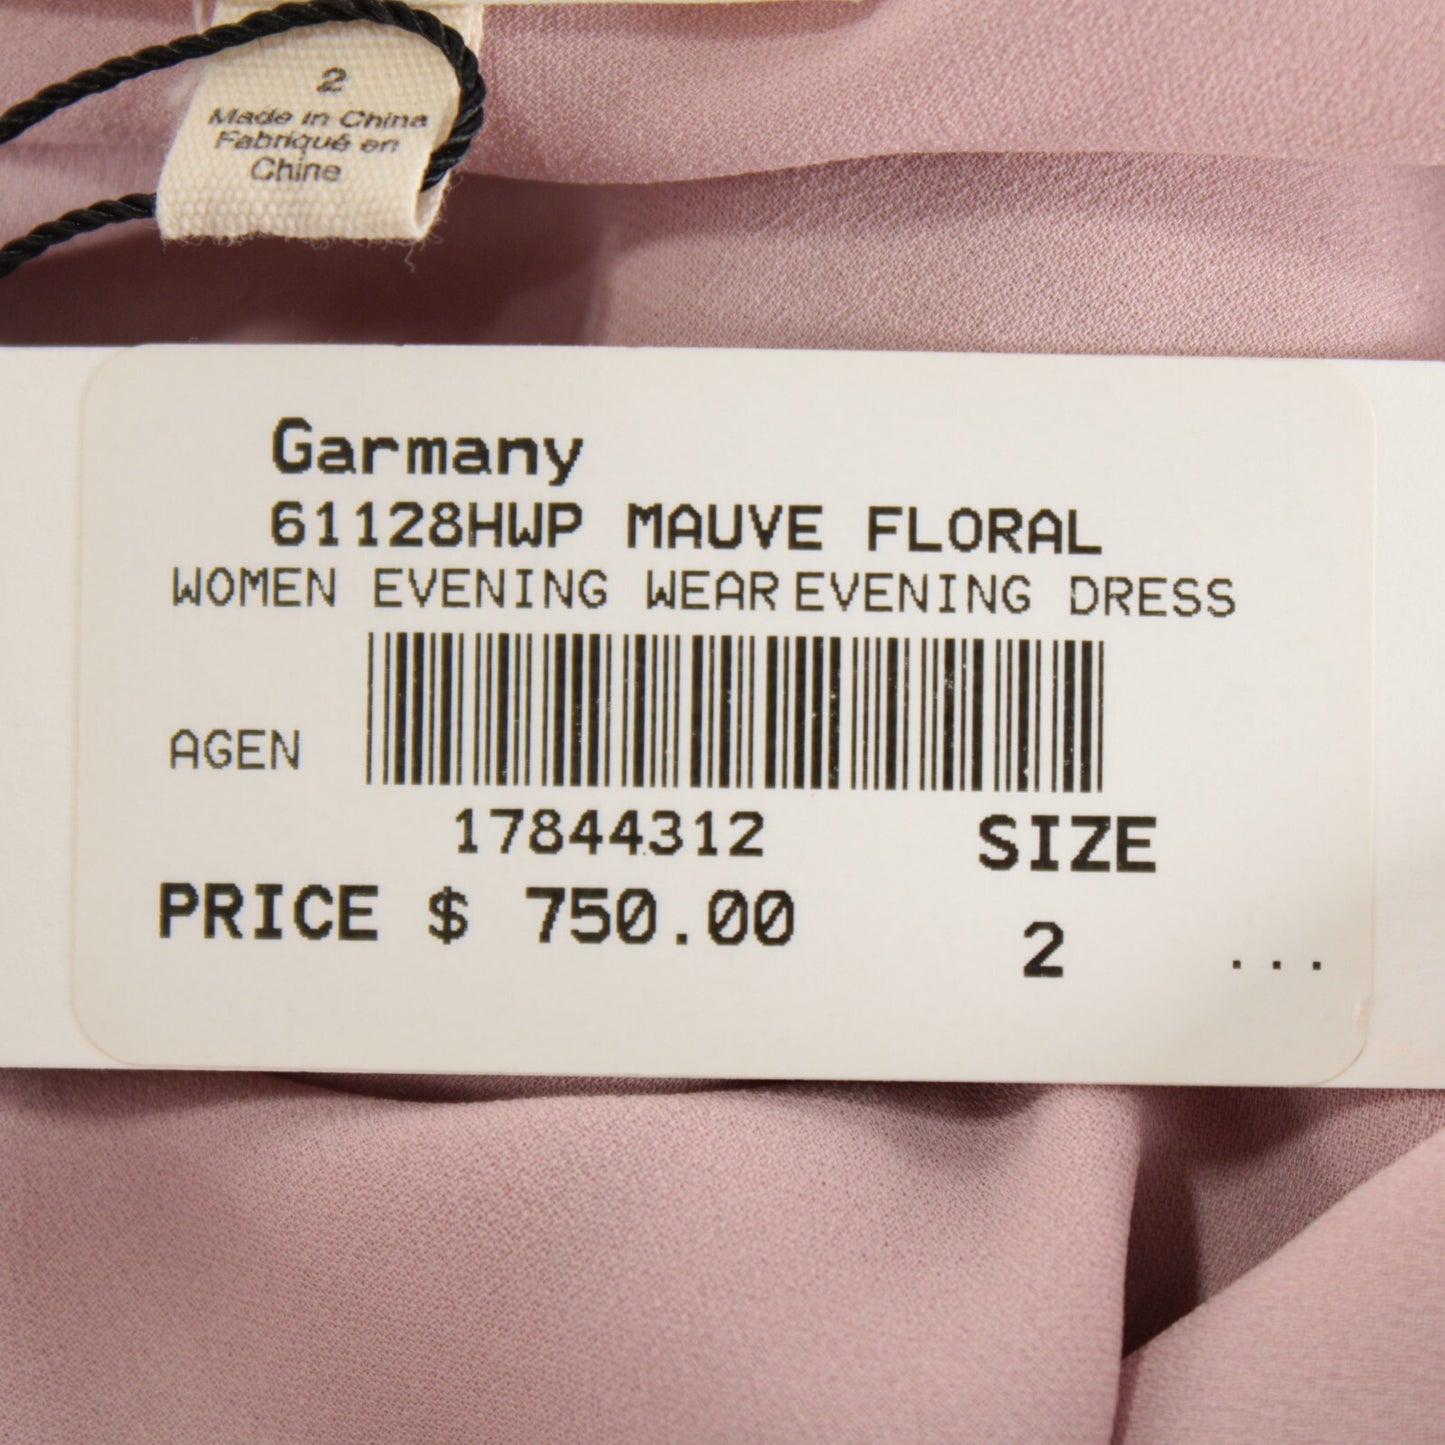 2
Made in China
Fabriqué en
Chine
Garmany
61128HWP MAUVE FLORAL
WOMEN EVENING WEAR EVENING DRESS
AGEN
17844312
SIZE
PRICE $ 750.00
2 ...